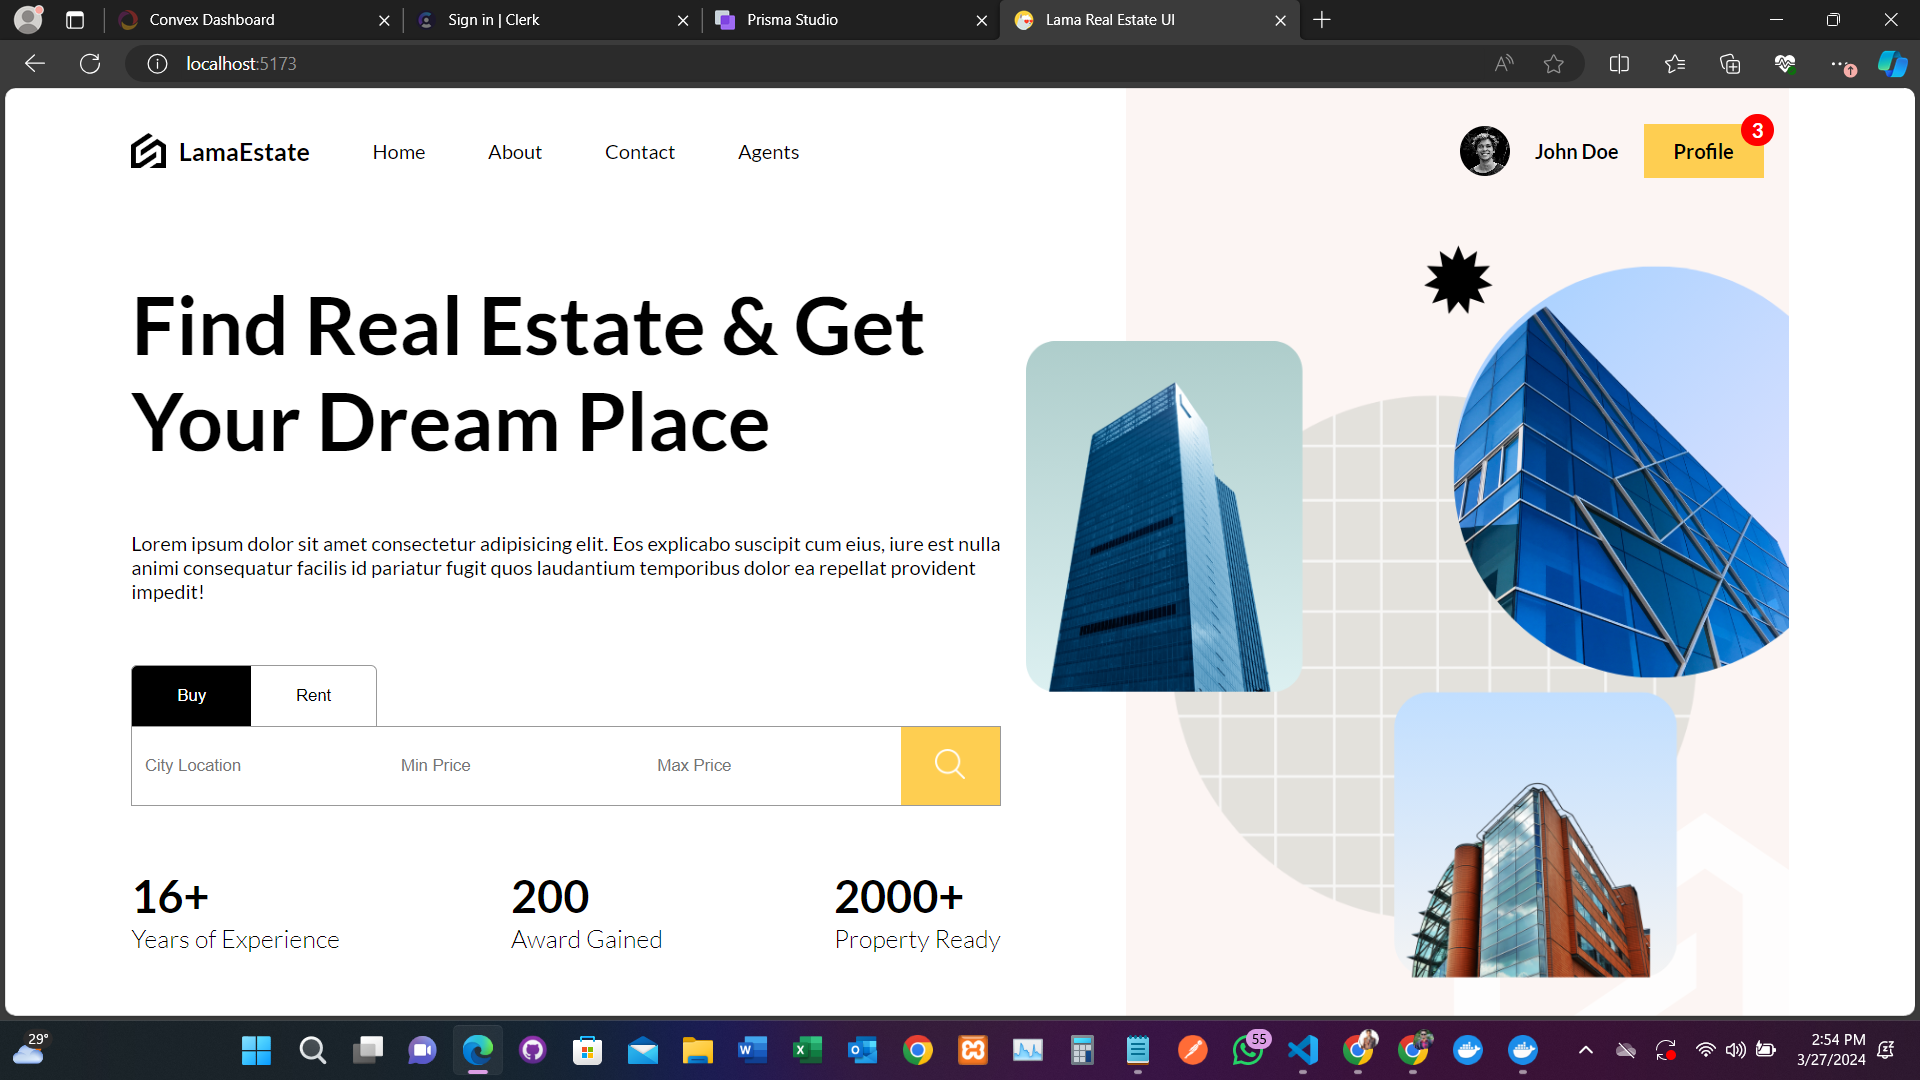 Convex Dashboard
Sign in | Clerk
Prisma Studio
Lama Real Estate UI
localhost:5173
LamaEstate
Home
About
Contact
Agents
John Doe
Profile
3
Find Real Estate & Get
Your Dream Place
Lorem ipsum dolor sit amet consectetur adipisicing elit. Eos explicabo suscipit cum eius, iure est nulla
animi consequatur facilis id pariatur fugit quos laudantium temporibus dolor ea repellat provident
impedit!
Buy
Rent
City Location
Min Price
Max Price
16+
Years of Experience
200
Award Gained
2000+
Property Ready
29°
55
2:54 PM
3/27/2024